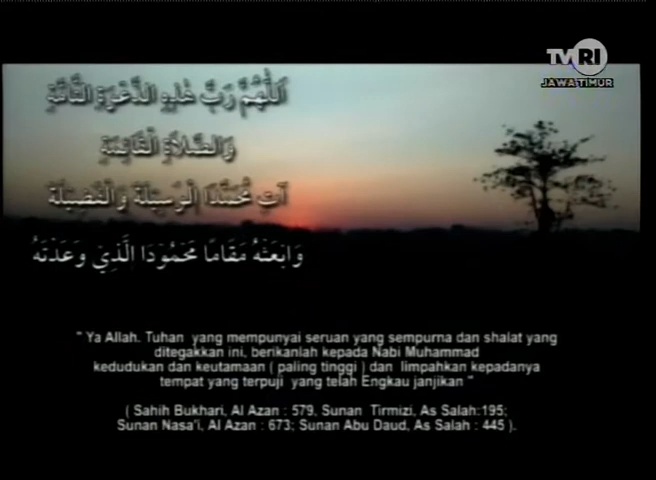 TVRI
JAWA TIMUR
اَللّٰهُمَّ رَبَّ هٰذِهِ الدَّعْوَةِ التَّامَّةِ
وَالصَّلاَةِ الْقَائِمَةِ
آتِ مُحَمَّدًا الْوَسِيْلَةَ وَالْفَضِيْلَةَ
وَابْعَثْهُ مَقَامًا مَحْمُوْدًا الَّذِيْ وَعَدْتَهُ
" Ya Allah. Tuhan yang mempunyai seruan yang sempurna dan shalat yang
ditegakkan ini, berikanlah kepada Nabi Muhammad
kedudukan dan keutamaan ( paling tinggi ) dan limpahkan kepadanya
tempat yang terpuji yang telah Engkau janjikan "
( Sahih Bukhari, Al Azan : 579, Sunan Tirmizi, As Salah:195;
Sunan Nasa'i, Al Azan : 673; Sunan Abu Daud, As Salah : 445 ).